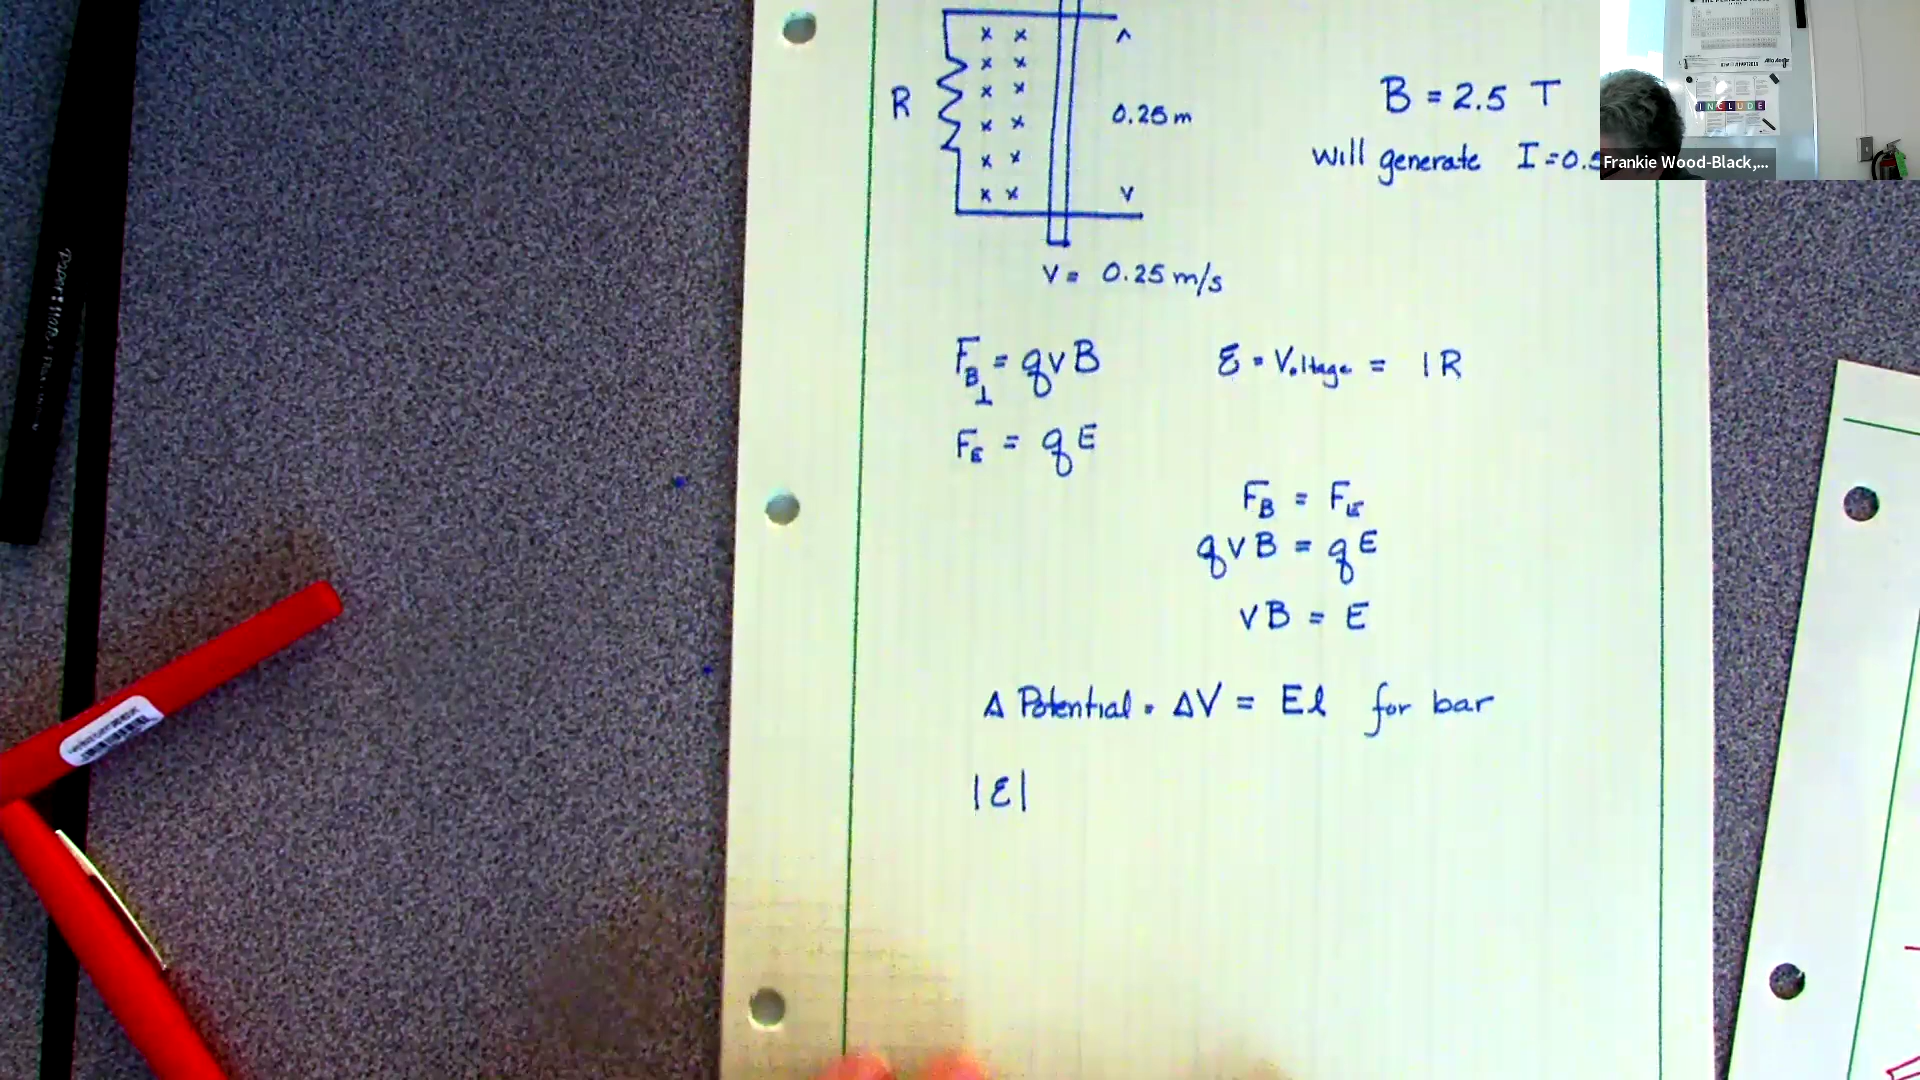 x x
x x
x x
x x
x x
x x
R
^
0.25 m
v
V = 0.25 m/s
B = 2.5 T
will generate I = 0.5
INCLUDE
Frankie Wood-Black,...
F_B⊥ = qvB
ℰ = Voltage = IR
F_E = qE
F_B = F_E
qvB = qE
vB = E
Δ Potential = ΔV = Eℓ for bar
|ℰ|